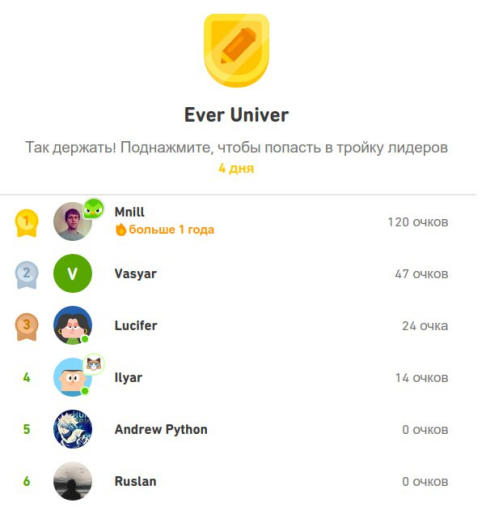 Ever Univer
Так держать! Поднажмите, чтобы попасть в тройку лидеров
4 дня
1 Mnill 120 очков
больше 1 года
2 V Vasyar 47 очков
3 Lucifer 24 очка
4 Ilyar 14 очков
5 Andrew Python 0 очков
6 Ruslan 0 очков